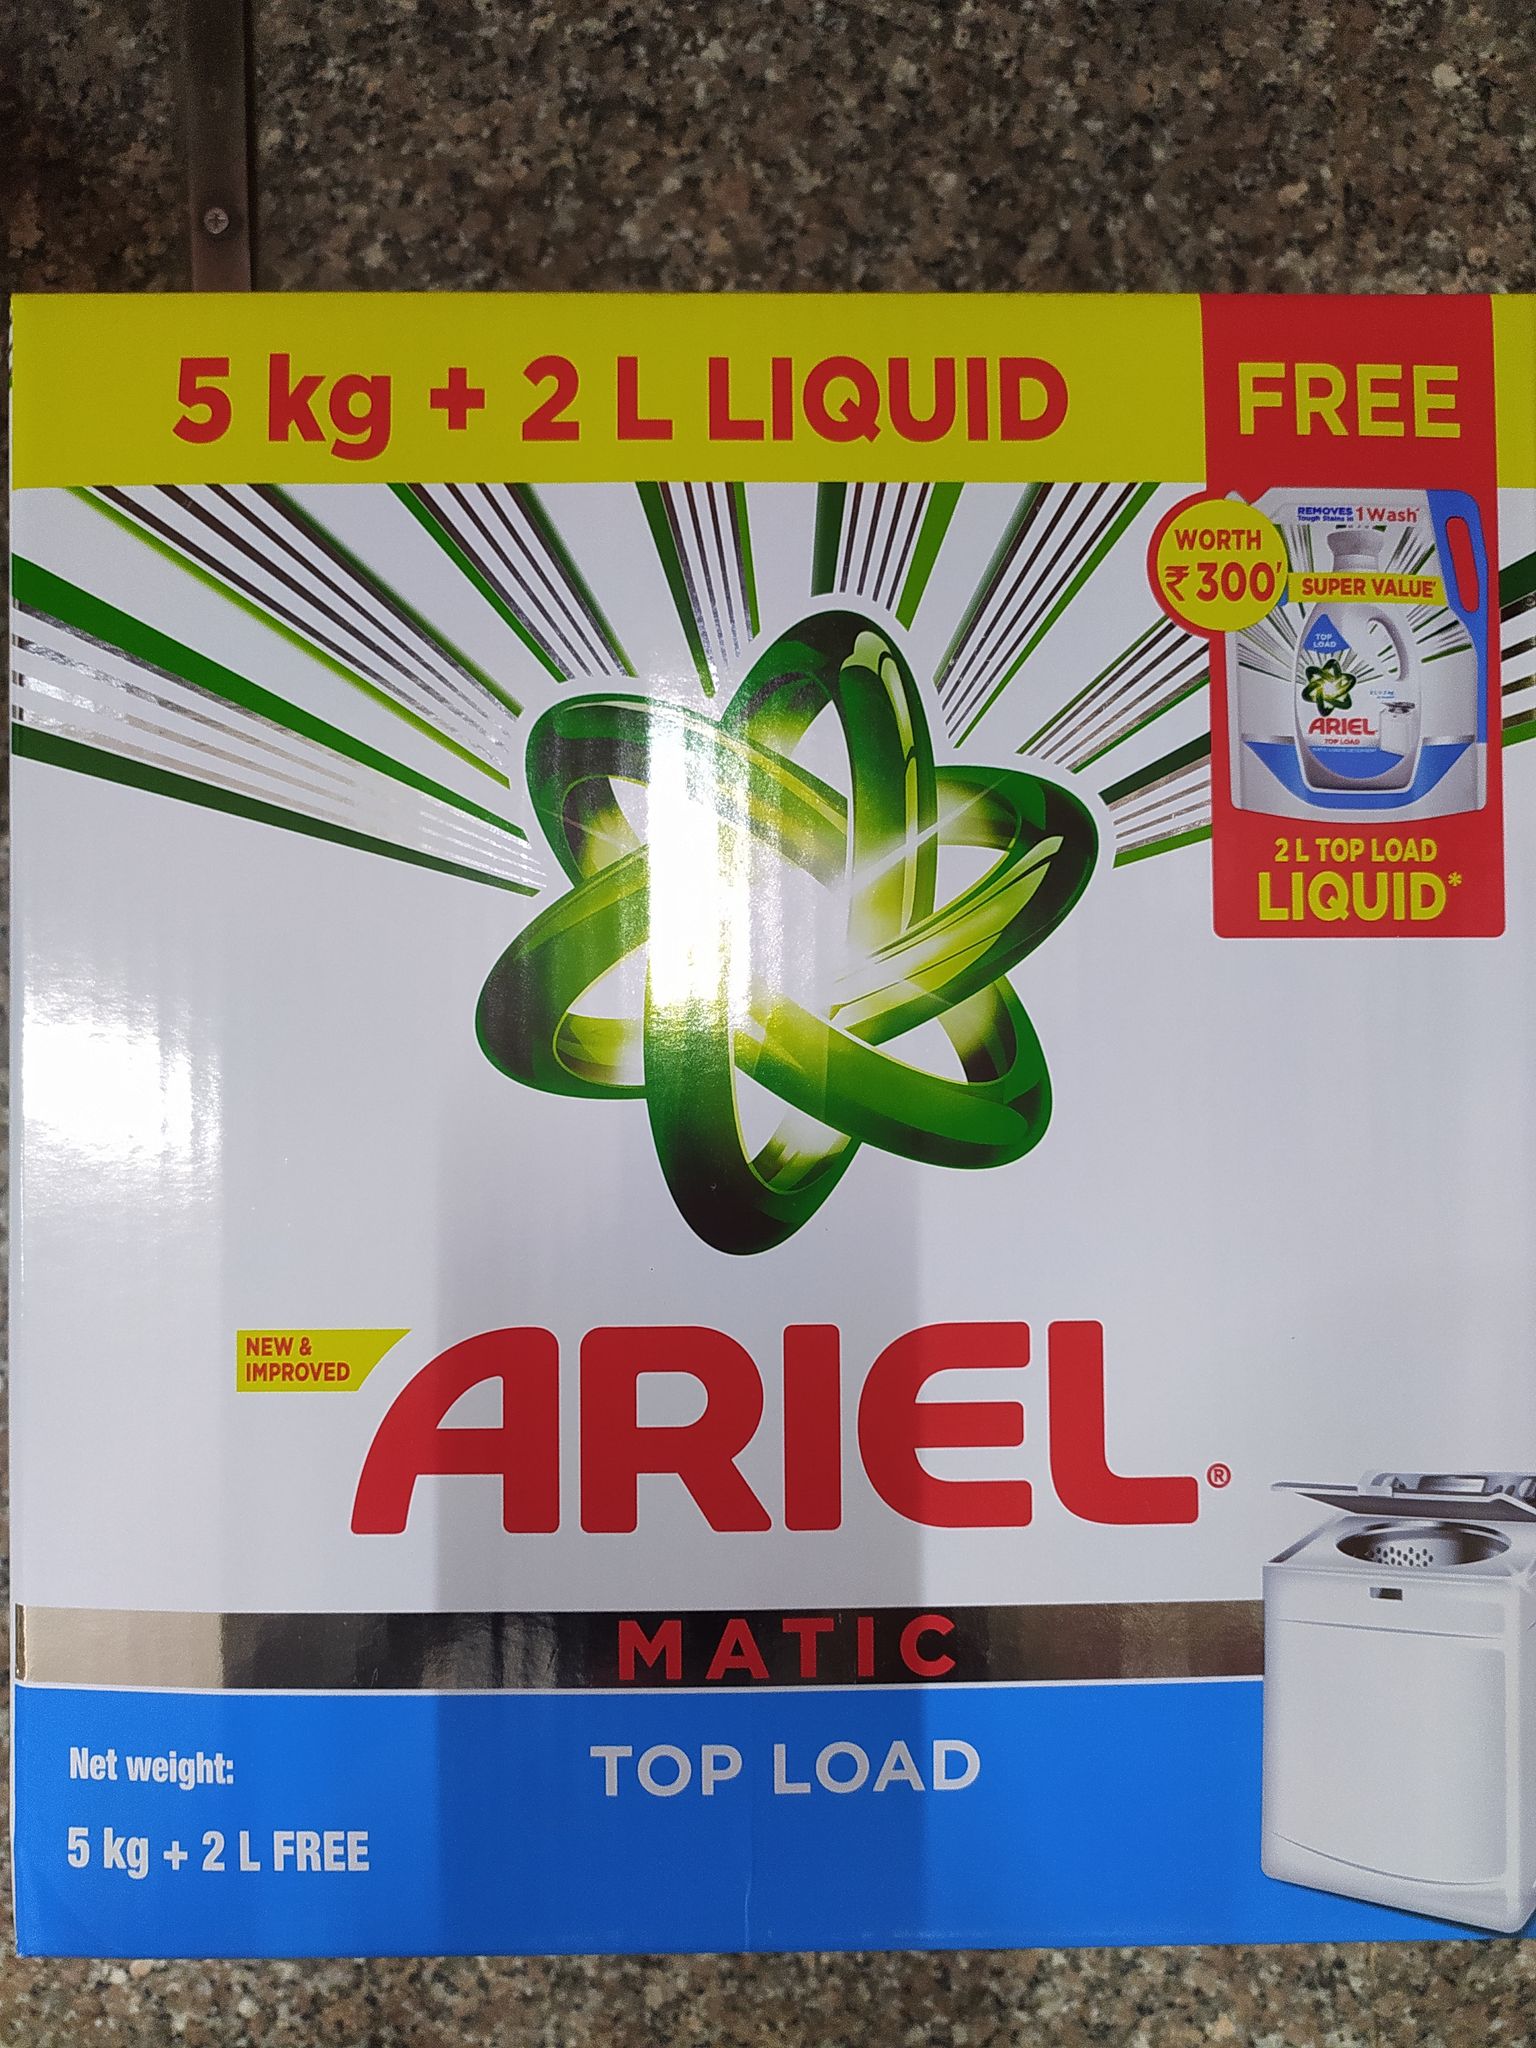 5 kg + 2 L LIQUID
FREE
WORTH
₹ 300'
REMOVES 1 Wash
Tough Stains in
SUPER VALUE
TOP
LOAD
ARIEL
TOP LOAD
2 L TOP LOAD
LIQUID*
NEW &
IMPROVED
ARIEL®
MATIC
TOP LOAD
Net weight:
5 kg + 2 L FREE